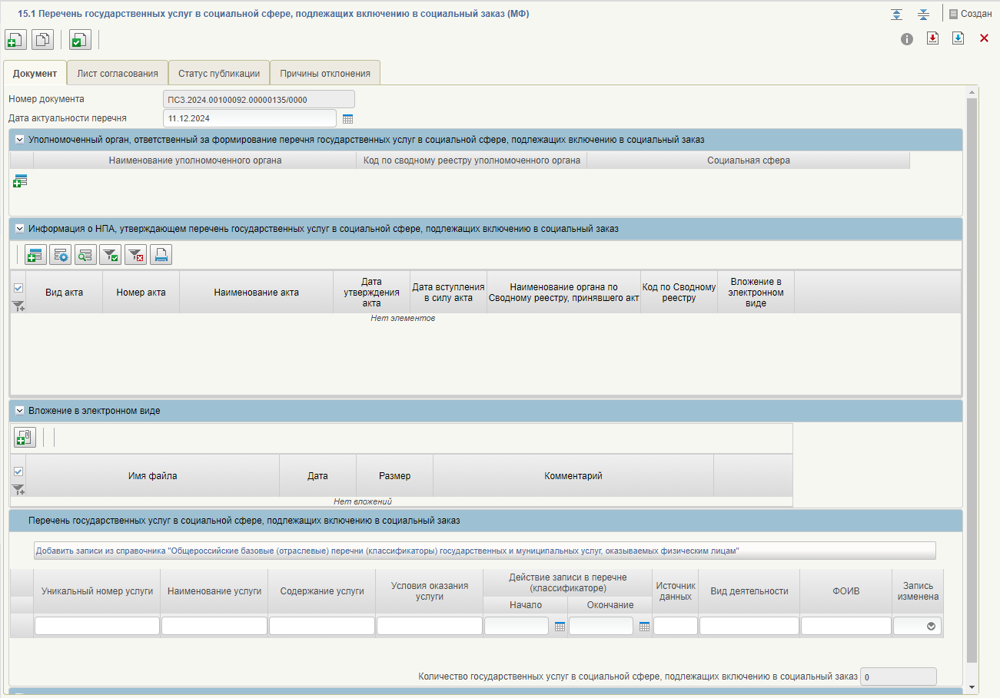 15.1 Перечень государственных услуг в социальной сфере, подлежащих включению в социальный заказ (МФ)
Создан
Документ
Лист согласования
Статус публикации
Причины отклонения
Номер документа
ПСЗ.2024.00100092.00000135/0000
Дата актуальности перечня
11.12.2024
Уполномоченный орган, ответственный за формирование перечня государственных услуг в социальной сфере, подлежащих включению в социальный заказ
Наименование уполномоченного органа
Код по сводному реестру уполномоченного органа
Социальная сфера
Информация о НПА, утверждающем перечень государственных услуг в социальной сфере, подлежащих включению в социальный заказ
Вид акта
Номер акта
Наименование акта
Дата
утверждения
акта
Дата вступления
в силу акта
Наименование органа по
Сводному реестру, принявшего акт
Код по Сводному
реестру
Вложение в
электронном
виде
Нет элементов
Вложение в электронном виде
Имя файла
Дата
Размер
Комментарий
Нет вложений
Перечень государственных услуг в социальной сфере, подлежащих включению в социальный заказ
Добавить записи из справочника "Общероссийские базовые (отраслевые) перечни (классификаторы) государственных и муниципальных услуг, оказываемых физическим лицам"
Уникальный номер услуги
Наименование услуги
Содержание услуги
Условия оказания
услуги
Действие записи в перечне
(классификаторе)
Начало
Окончание
Источник
данных
Вид деятельности
ФОИВ
Запись
изменена
Количество государственных услуг в социальной сфере, подлежащих включению в социальный заказ
0